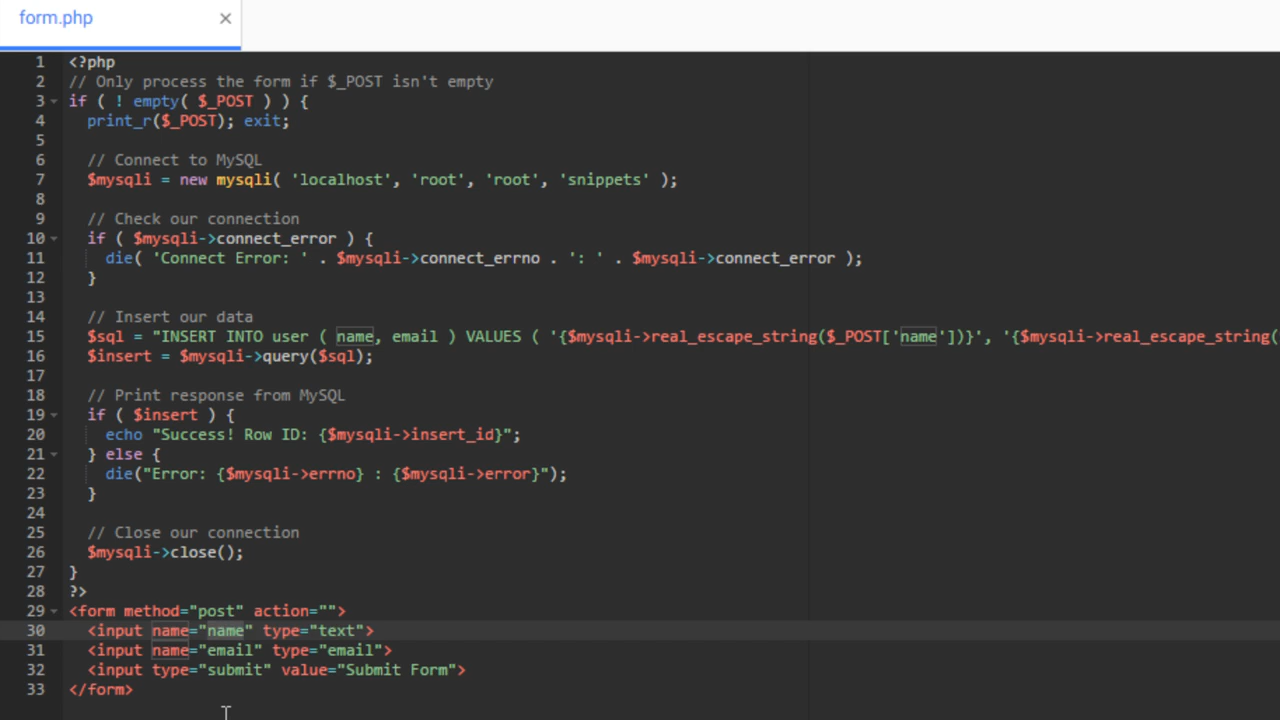 form.php ×
1 <?php
2 // Only process the form if $_POST isn't empty
3 if ( ! empty( $_POST ) ) {
4 print_r($_POST); exit;
5
6 // Connect to MySQL
7 $mysqli = new mysqli( 'localhost', 'root', 'root', 'snippets' );
8
9 // Check our connection
10 if ( $mysqli->connect_error ) {
11 die( 'Connect Error: ' . $mysqli->connect_errno . ': ' . $mysqli->connect_error );
12 }
13
14 // Insert our data
15 $sql = "INSERT INTO user ( name, email ) VALUES ( '{$mysqli->real_escape_string($_POST['name'])}', '{$mysqli->real_escape_string(
16 $insert = $mysqli->query($sql);
17
18 // Print response from MySQL
19 if ( $insert ) {
20 echo "Success! Row ID: {$mysqli->insert_id}";
21 } else {
22 die("Error: {$mysqli->errno} : {$mysqli->error}");
23 }
24
25 // Close our connection
26 $mysqli->close();
27 }
28 ?>
29 <form method="post" action="">
30 <input name="name" type="text">
31 <input name="email" type="email">
32 <input type="submit" value="Submit Form">
33 </form>